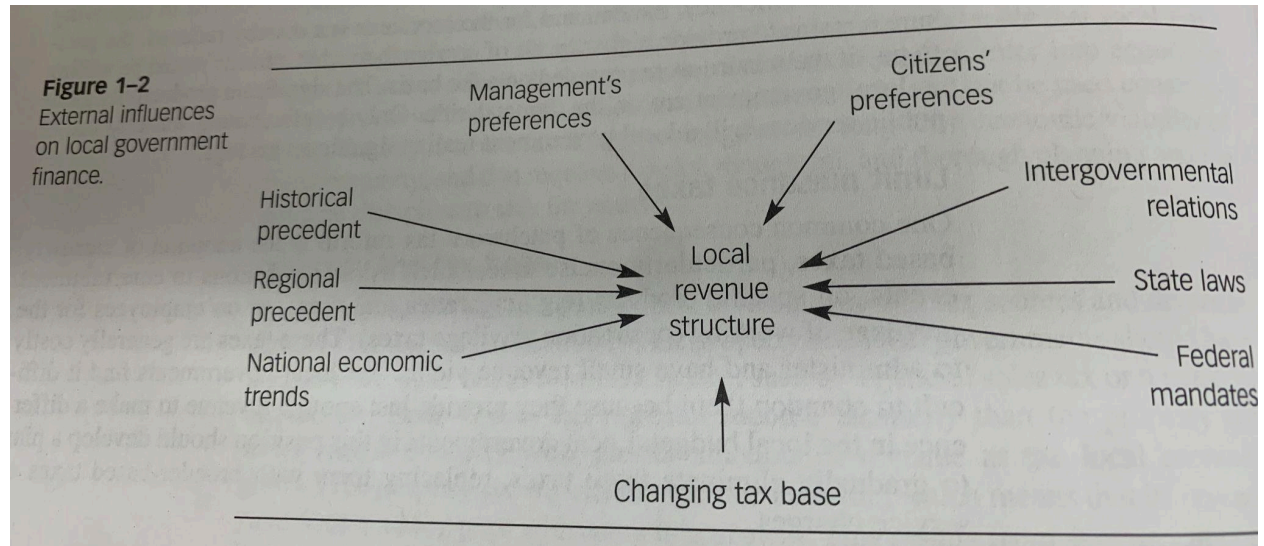 Figure 1–2
External influences
on local government
finance.
Management's
preferences
Citizens'
preferences
Historical
precedent
Intergovernmental
relations
Regional
precedent
Local
revenue
structure
State laws
National economic
trends
Federal
mandates
Changing tax base